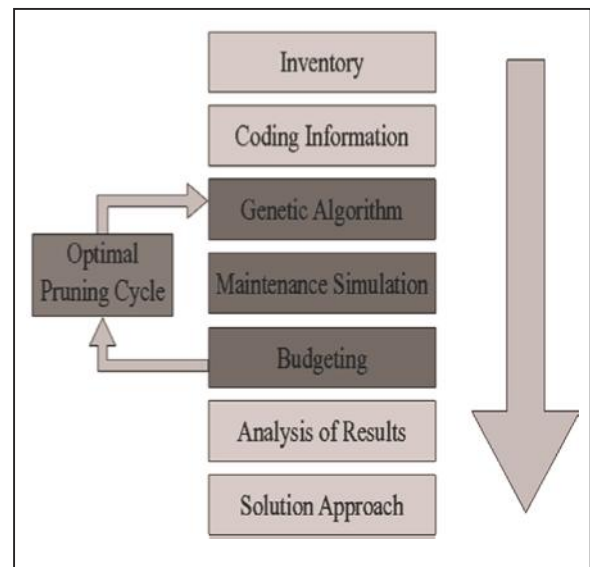 Inventory
Coding Information
Genetic Algorithm
Optimal
Pruning Cycle
Maintenance Simulation
Budgeting
Analysis of Results
Solution Approach